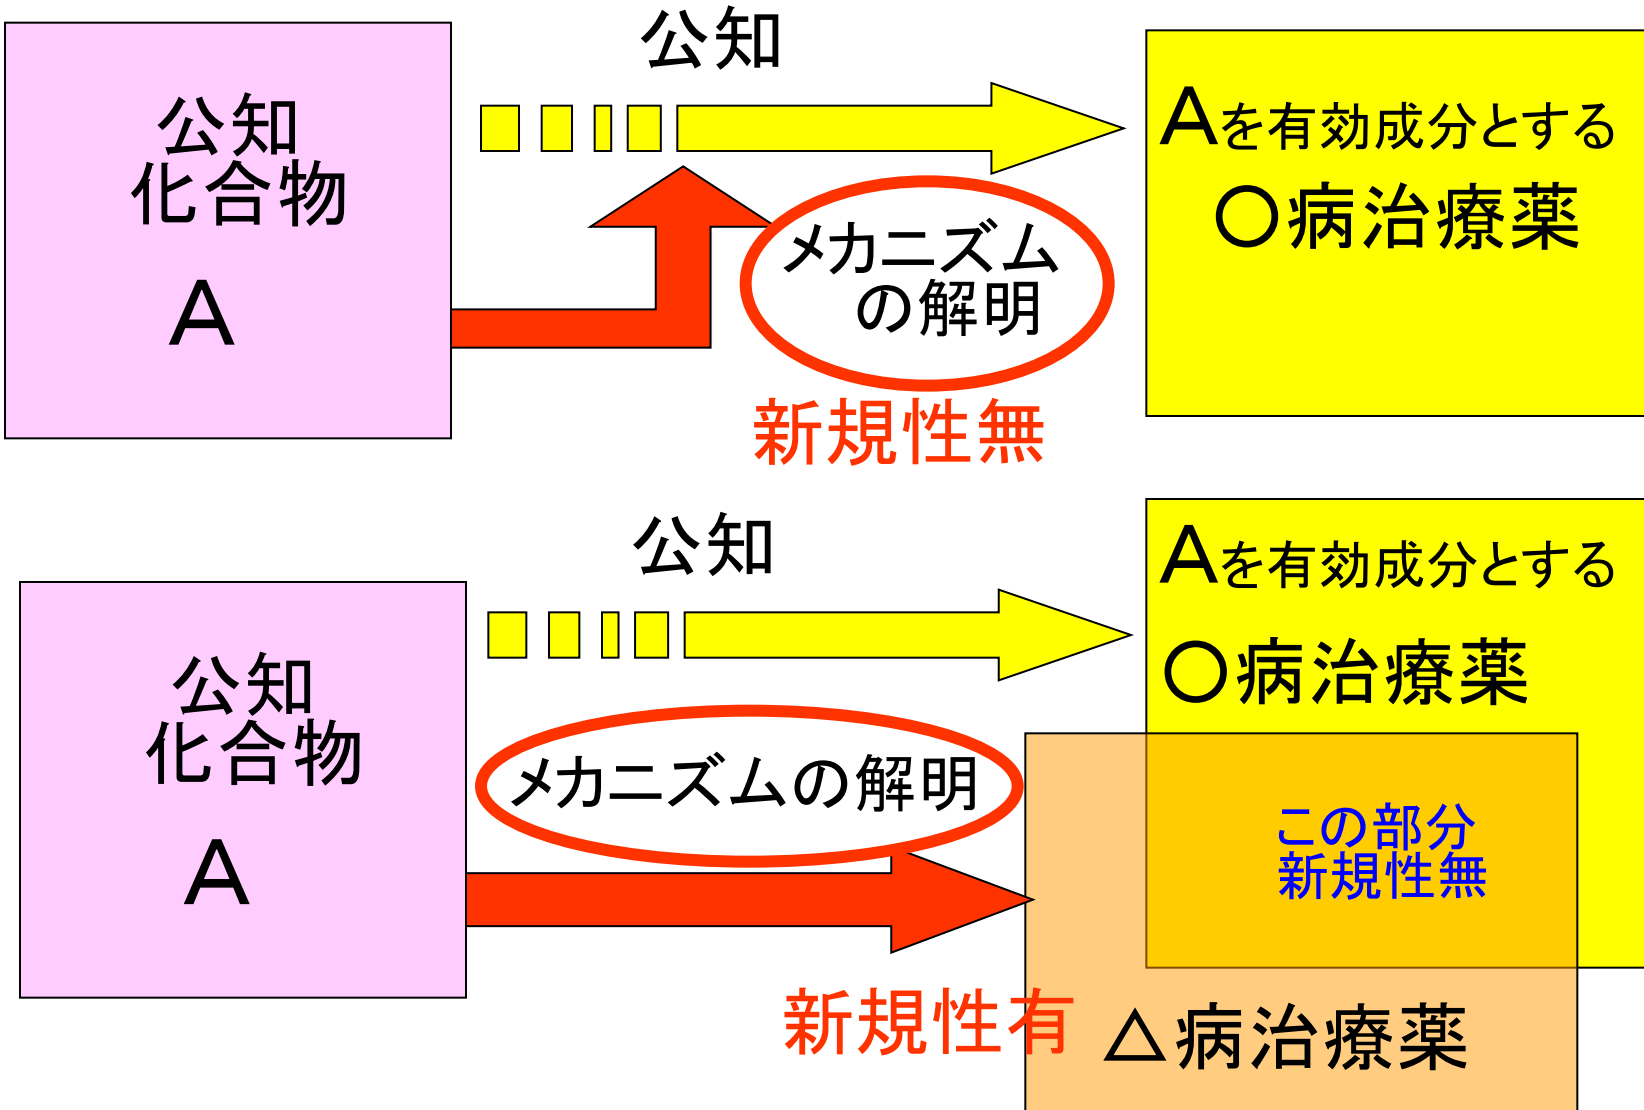 公知
公知
化合物
A
Aを有効成分とする
〇病治療薬
メカニズム
の解明
新規性無
公知
公知
化合物
A
Aを有効成分とする
〇病治療薬
メカニズムの解明
この部分
新規性無
新規性有
△病治療薬